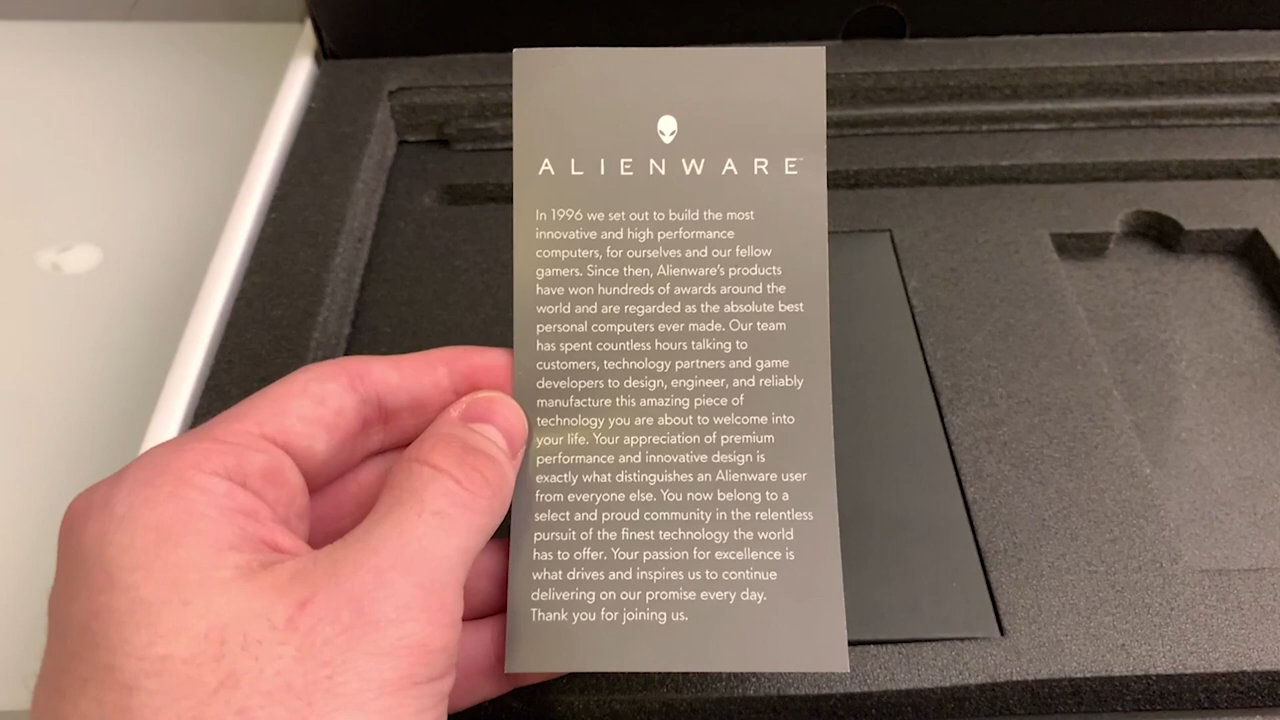 ALIENWARE™
In 1996 we set out to build the most
innovative and high performance
computers, for ourselves and our fellow
gamers. Since then, Alienware's products
have won hundreds of awards around the
world and are regarded as the absolute best
personal computers ever made. Our team
has spent countless hours talking to
customers, technology partners and game
developers to design, engineer, and reliably
manufacture this amazing piece of
technology you are about to welcome into
your life. Your appreciation of premium
performance and innovative design is
exactly what distinguishes an Alienware user
from everyone else. You now belong to a
select and proud community in the relentless
pursuit of the finest technology the world
has to offer. Your passion for excellence is
what drives and inspires us to continue
delivering on our promise every day.
Thank you for joining us.